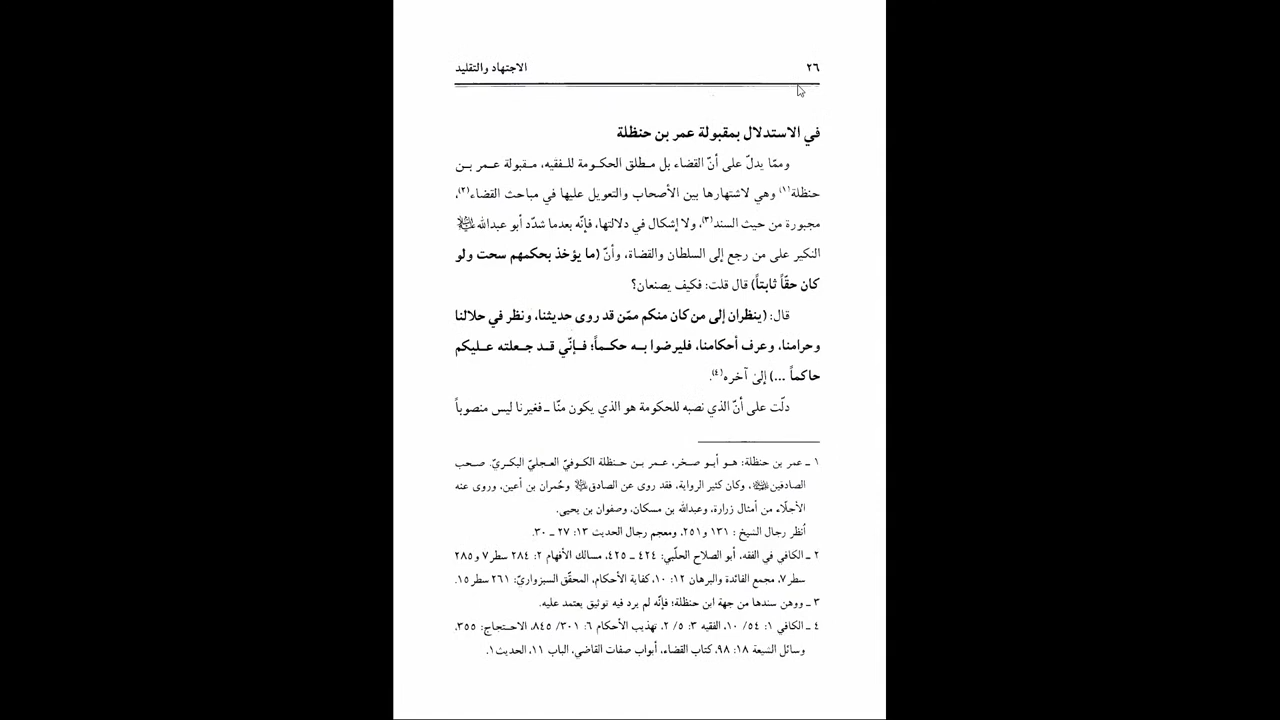 ٢٦
الاجتهاد والتقليد
في الاستدلال بمقبولة عمر بن حنظلة
وممّا يدلّ على أنّ القضاء بل مطلق الحكومة للفقيه، مقبولة عمر بن
حنظلة(١) وهي لاشتهارها بين الأصحاب والتعويل عليها في مباحث القضاء(٢)،
مجبورة من حيث السند(٣)، ولا إشكال في دلالتها، فإنّه بعدما شدّد أبو عبدالله
النكير على من رجع إلى السلطان والقضاة، وأنّ (ما يؤخذ بحكمهم سحت ولو
كان حقّاً ثابتاً) قال قلت: فكيف يصنعان؟
قال: (ينظران إلى من كان منكم ممّن قد روى حديثنا، ونظر في حلالنا
وحرامنا، وعرف أحكامنا، فليرضوا به حكماً؛ فإنّي قد جعلته عليكم
حاكماً ...) إلىٰ آخره(٤).
دلّت على أنّ الذي نصبه للحكومة هو الذي يكون منّا ـ فغيرنا ليس منصوباً
١ ـ عمر بن حنظلة: هو أبو صخر، عمر بن حنظلة الكوفيّ العجليّ البكريّ. صحب
الصادقين، وكان كثير الرواية، فقد روى عن الصادق وحُمران بن أعين، وروى عنه
الأجلّاء من أمثال زرارة، وعبدالله بن مسكان، وصفوان بن يحيى.
اُنظر رجال الشيخ : ١٣١ و٢٥١، ومعجم رجال الحديث ١٣: ٢٧ ـ ٣٠.
٢ ـ الكافي في الفقه، أبو الصلاح الحلّبي: ٤٢٤ ـ ٤٢٥، مسالك الأفهام ٢: ٢٨٤ سطر٧ و٢٨٥
سطر٧، مجمع الفائدة والبرهان ١٢: ١٠، كفاية الأحكام، المحقّق السبزواريّ: ٢٦١ سطر١٥.
٣ ـ ووهن سندها من جهة ابن حنظلة؛ فإنّه لم يرد فيه توثيق يعتمد عليه.
٤ ـ الكافي ١: ٥٤/ ١٠، الفقيه ٣: ٥/ ٢، تهذيب الأحكام ٦: ٣٠١/ ٨٤٥، الاحتجاج: ٣٥٥،
وسائل الشيعة ١٨: ٩٨، كتاب القضاء، أبواب صفات القاضي، الباب ١١، الحديث١.